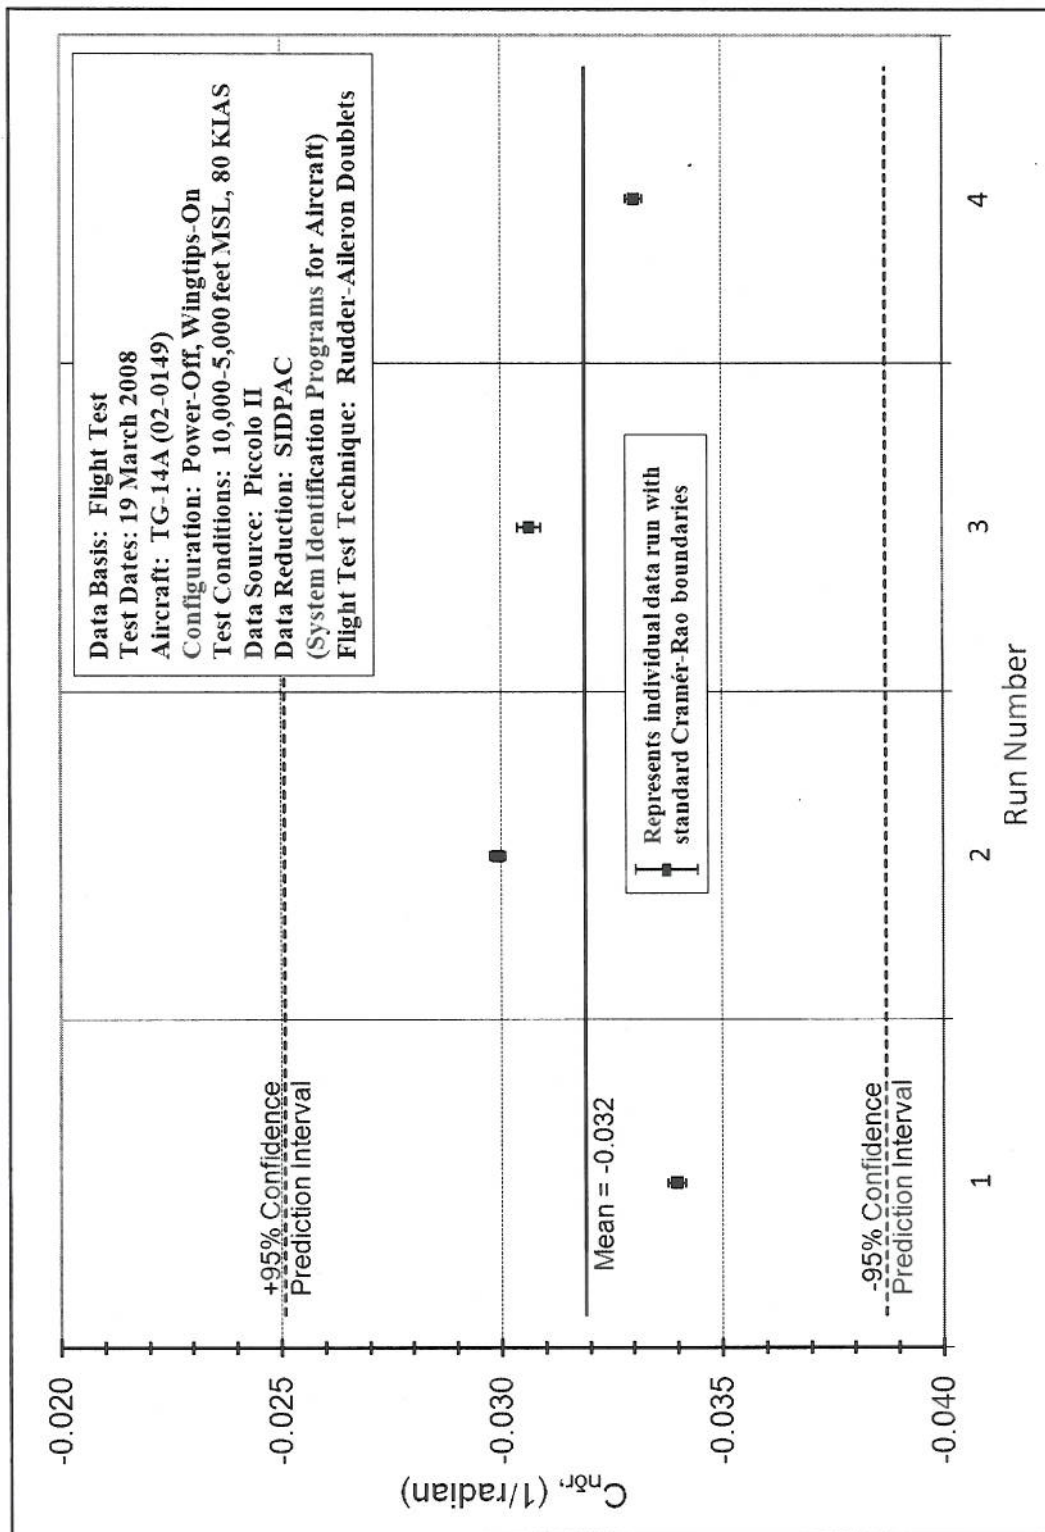 -0.020
-0.025
-0.030
-0.035
-0.040
Cnδr, (1/radian)
+95% Confidence
Prediction Interval
Data Basis: Flight Test
Test Dates: 19 March 2008
Aircraft: TG-14A (02-0149)
Configuration: Power-Off, Wingtips-On
Test Conditions: 10,000-5,000 feet MSL, 80 KIAS
Data Source: Piccolo II
Data Reduction: SIDPAC
(System Identification Programs for Aircraft)
Flight Test Technique: Rudder-Aileron Doublets
Mean = -0.032
Represents individual data run with
standard Cramér-Rao boundaries
-95% Confidence
Prediction Interval
1
2
3
4
Run Number